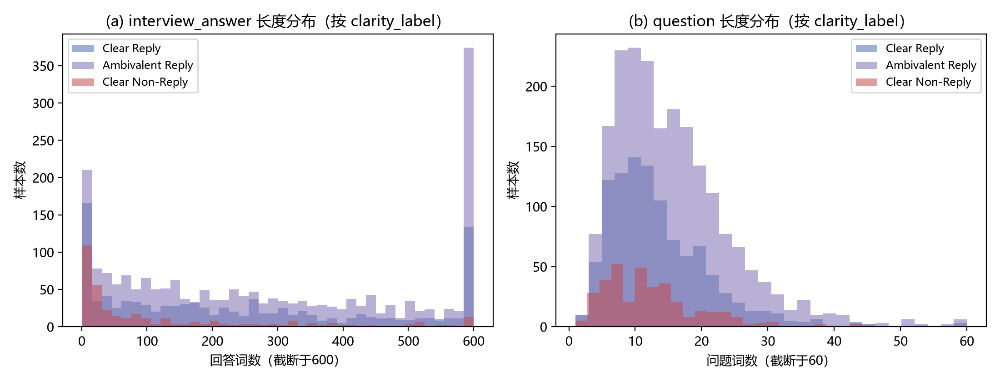 (a) interview_answer 长度分布（按 clarity_label）
Clear Reply
Ambivalent Reply
Clear Non-Reply
样本数
350
300
250
200
150
100
50
0
0 100 200 300 400 500 600
回答词数（截断于600）
(b) question 长度分布（按 clarity_label）
Clear Reply
Ambivalent Reply
Clear Non-Reply
样本数
200
150
100
50
0
0 10 20 30 40 50 60
问题词数（截断于60）